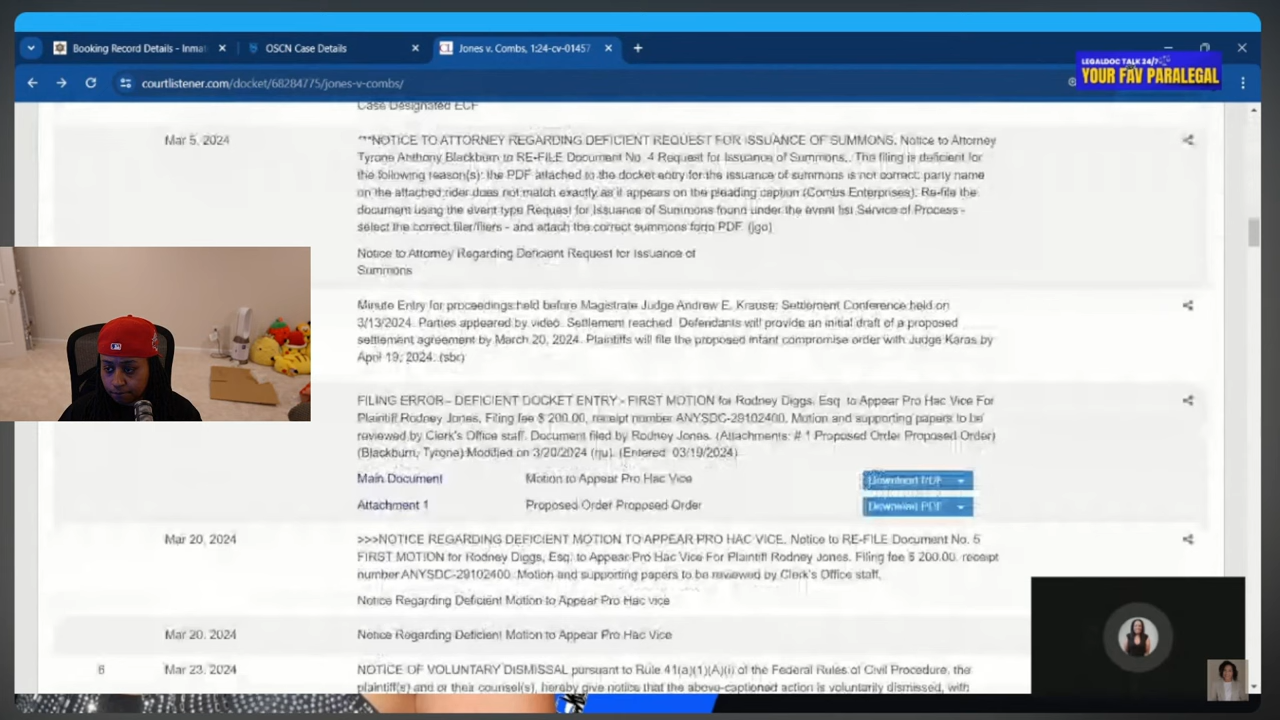 Booking Record Details - Inma
OSCN Case Details
Jones v. Combs, 1:24-cv-01457
LEGALDOC TALK 24/7
YOUR FAV PARALEGAL
courtlistener.com/docket/68284775/jones-v-combs/
Case Designated ECF
Mar 5, 2024
***NOTICE TO ATTORNEY REGARDING DEFICIENT REQUEST FOR ISSUANCE OF SUMMONS. Notice to Attorney
Tyrone Anthony Blackburn to RE-FILE Document No. 4 Request for Issuance of Summons,. The filing is deficient for
the following reason(s): the PDF attached to the docket entry for the issuance of summons is not correct; party name
on the attached rider does not match exactly as it appears on the pleading caption (Combs Enterprises). Re-file the
document using the event type Request for Issuance of Summons found under the event list Service of Process -
select the correct filer/filers - and attach the correct summons form PDF. (jgo)
Notice to Attorney Regarding Deficient Request for Issuance of
Summons
Minute Entry for proceedings held before Magistrate Judge Andrew E. Krause: Settlement Conference held on
3/13/2024. Parties appeared by video. Settlement reached. Defendants will provide an initial draft of a proposed
settlement agreement by March 20, 2024. Plaintiffs will file the proposed infant compromise order with Judge Karas by
April 19, 2024. (sbr)
FILING ERROR - DEFICIENT DOCKET ENTRY - FIRST MOTION for Rodney Diggs, Esq. to Appear Pro Hac Vice For
Plaintiff Rodney Jones. Filing fee $ 200.00, receipt number ANYSDC-29102400. Motion and supporting papers to be
reviewed by Clerk's Office staff. Document filed by Rodney Jones. (Attachments: # 1 Proposed Order Proposed Order)
(Blackburn, Tyrone) Modified on 3/20/2024 (rju). (Entered: 03/19/2024)
Main Document
Motion to Appear Pro Hac Vice
Download PDF
Attachment 1
Proposed Order Proposed Order
Download PDF
Mar 20, 2024
>>>NOTICE REGARDING DEFICIENT MOTION TO APPEAR PRO HAC VICE. Notice to RE-FILE Document No. 5
FIRST MOTION for Rodney Diggs, Esq. to Appear Pro Hac Vice For Plaintiff Rodney Jones. Filing fee $ 200.00, receipt
number ANYSDC-29102400. Motion and supporting papers to be reviewed by Clerk's Office staff.
Notice Regarding Deficient Motion to Appear Pro Hac vice
Mar 20, 2024
Notice Regarding Deficient Motion to Appear Pro Hac Vice
6
Mar 23, 2024
NOTICE OF VOLUNTARY DISMISSAL pursuant to Rule 41(a)(1)(A)(i) of the Federal Rules of Civil Procedure, the
plaintiff(s) and or their counsel(s), hereby give notice that the above-captioned action is voluntarily dismissed, with